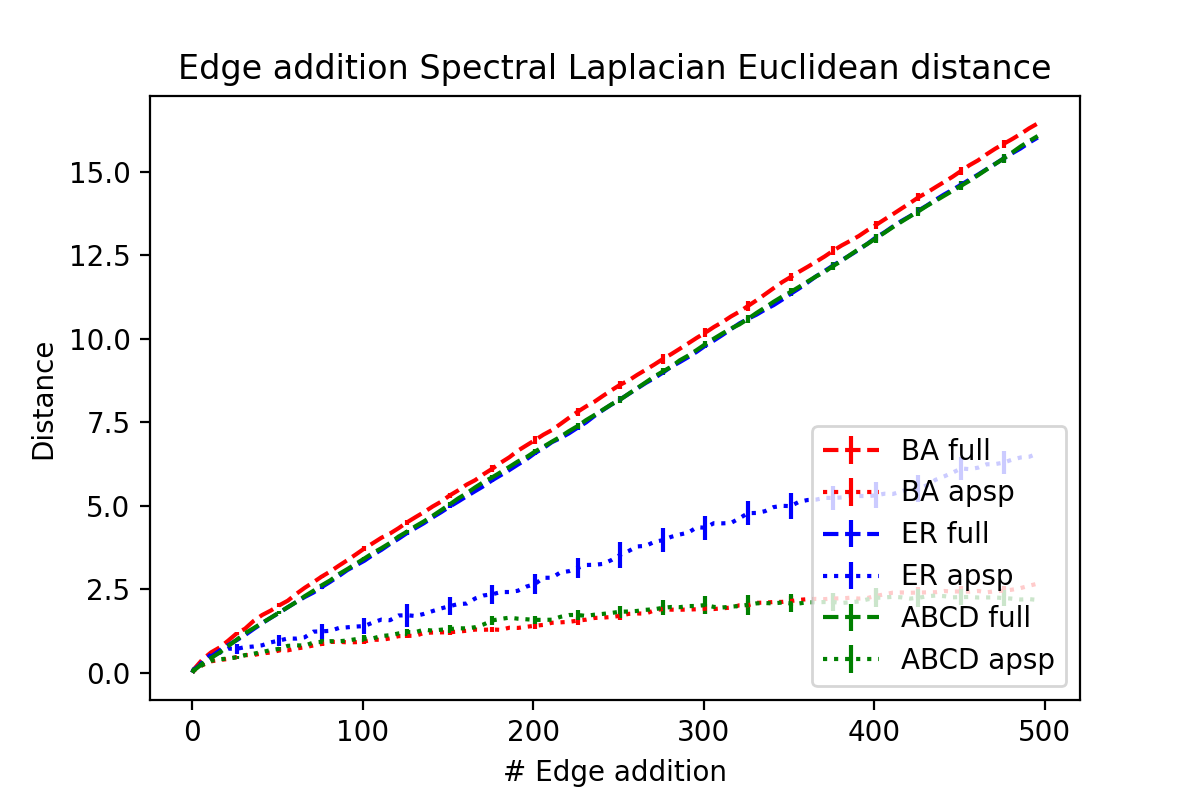 Edge addition Spectral Laplacian Euclidean distance
15.0
12.5
10.0
7.5
5.0
2.5
0.0
Distance
BA full
BA apsp
ER full
ER apsp
ABCD full
ABCD apsp
0 100 200 300 400 500
# Edge addition